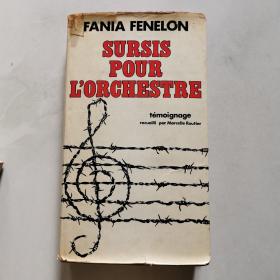 FANIA FENELON
SURSIS
POUR
L'ORCHESTRE
témoignage
recueilli par Marcelle Routier